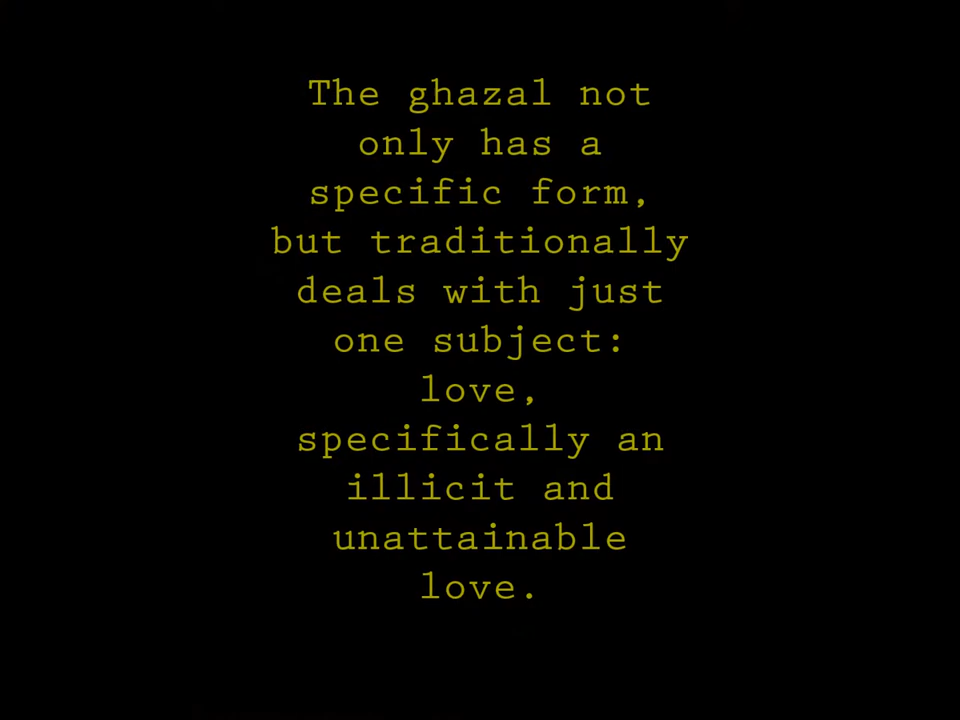 The ghazal not
only has a
specific form,
but traditionally
deals with just
one subject:
love,
specifically an
illicit and
unattainable
love.